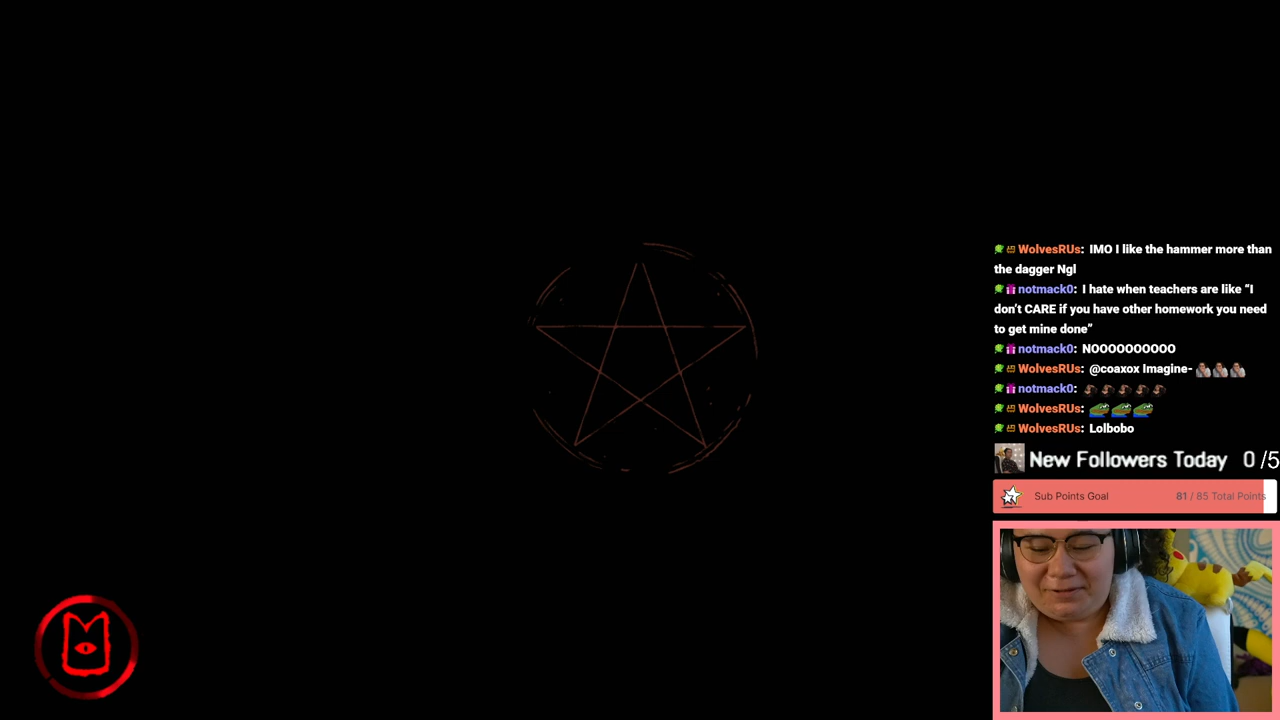 WolvesRUs: IMO I like the hammer more than
the dagger Ngl
notmack0: I hate when teachers are like “I
don’t CARE if you have other homework you need
to get mine done”
notmack0: NOOOOOOOOOO
WolvesRUs: @coaxox Imagine-
notmack0:
WolvesRUs:
WolvesRUs: Lolbobo
New Followers Today 0 /5
Sub Points Goal 81 / 85 Total Points